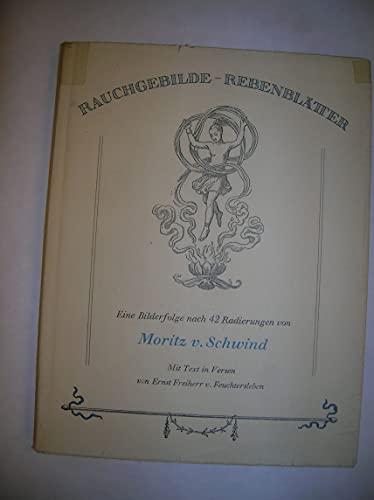 RAUCHGEBILDE - REBENBLÄTTER
Eine Bilderfolge nach 42 Radierungen von
Moritz v. Schwind
Mit Text in Versen
von Ernst Freiherr v. Feuchtersleben